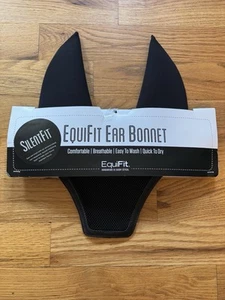 SILENTFIT
EQUIFIT EAR BONNET
Comfortable | Breathable | Easy To Wash | Quick To Dry
EquiFit